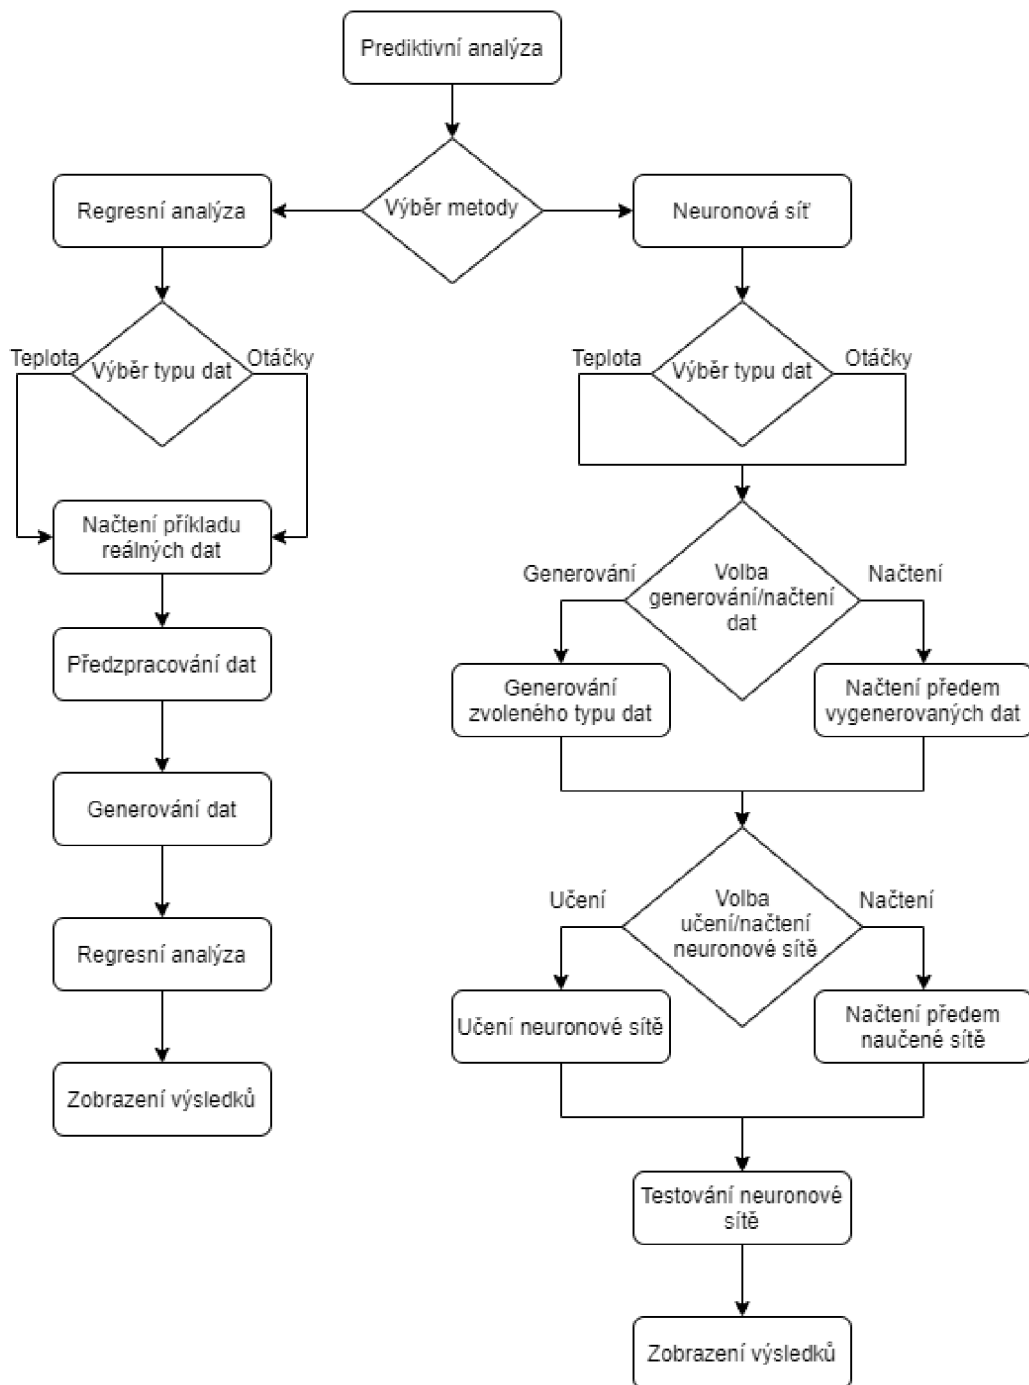 Prediktivní analýza
Výběr metody
Regresní analýza
Neuronová síť
Teplota
Výběr typu dat
Otáčky
Teplota
Výběr typu dat
Otáčky
Načtení příkladu
reálných dat
Předzpracování dat
Generování dat
Regresní analýza
Zobrazení výsledků
Generování
Volba
generování/načtení
dat
Načtení
Generování
zvoleného typu dat
Načtení předem
vygenerovaných dat
Učení
Volba
učení/načtení
neuronové sítě
Načtení
Učení neuronové sítě
Načtení předem
naučené sítě
Testování neuronové
sítě
Zobrazení výsledků